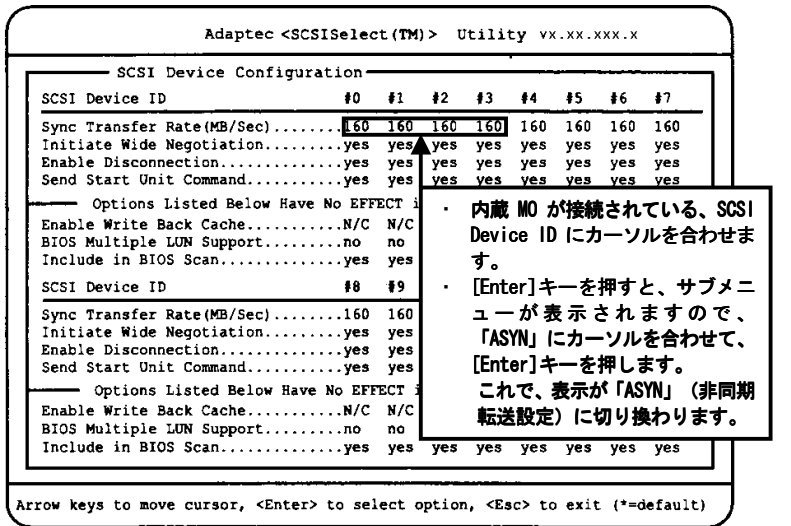 Adaptec <SCSISelect(TM)> Utility vx.xx.xxx.x
SCSI Device Configuration
SCSI Device ID #0 #1 #2 #3 #4 #5 #6 #7
Sync Transfer Rate(MB/Sec)........160 160 160 160 160 160 160 160
Initiate Wide Negotiation.........yes yes yes yes yes yes yes yes
Enable Disconnection..............yes yes yes yes yes yes yes yes
Send Start Unit Command...........yes yes yes yes yes yes yes yes
Options Listed Below Have No EFFECT i
Enable Write Back Cache...........N/C N/C
BIOS Multiple LUN Support.........no no
Include in BIOS Scan..............yes yes
SCSI Device ID #8 #9
Sync Transfer Rate(MB/Sec)........160 160
Initiate Wide Negotiation.........yes yes
Enable Disconnection..............yes yes
Send Start Unit Command...........yes yes
Options Listed Below Have No EFFECT i
Enable Write Back Cache...........N/C N/C
BIOS Multiple LUN Support.........no no
Include in BIOS Scan..............yes yes yes yes yes yes yes yes
・ 内蔵 MO が接続されている、SCSI
Device ID にカーソルを合わせま
す。
・ [Enter]キーを押すと、サブメニ
ューが表示されますので、
「ASYN」にカーソルを合わせて、
[Enter]キーを押します。
これで、表示が「ASYN」（非同期
転送設定）に切り換わります。
Arrow keys to move cursor, <Enter> to select option, <Esc> to exit (*=default)